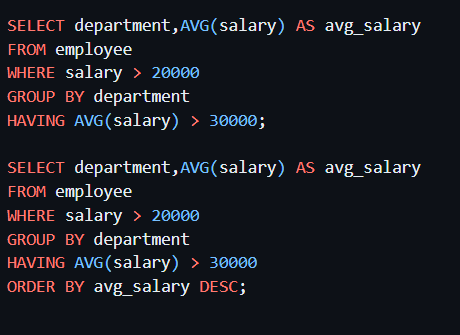 SELECT department,AVG(salary) AS avg_salary
FROM employee
WHERE salary > 20000
GROUP BY department
HAVING AVG(salary) > 30000;
SELECT department,AVG(salary) AS avg_salary
FROM employee
WHERE salary > 20000
GROUP BY department
HAVING AVG(salary) > 30000
ORDER BY avg_salary DESC;